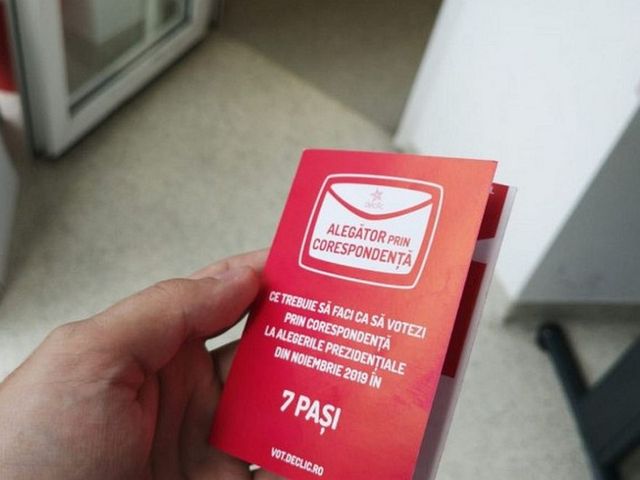 declic
ALEGĂTOR PRIN
CORESPONDENȚĂ
CE TREBUIE SĂ FACI CA SĂ VOTEZI
PRIN CORESPONDENȚĂ
LA ALEGERILE PREZIDENȚIALE
DIN NOIEMBRIE 2019 ÎN
7 PAȘI
VOT.DECLIC.RO